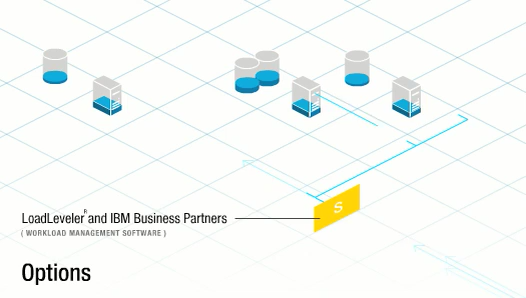 S
LoadLeveler® and IBM Business Partners
( WORKLOAD MANAGEMENT SOFTWARE )
Options